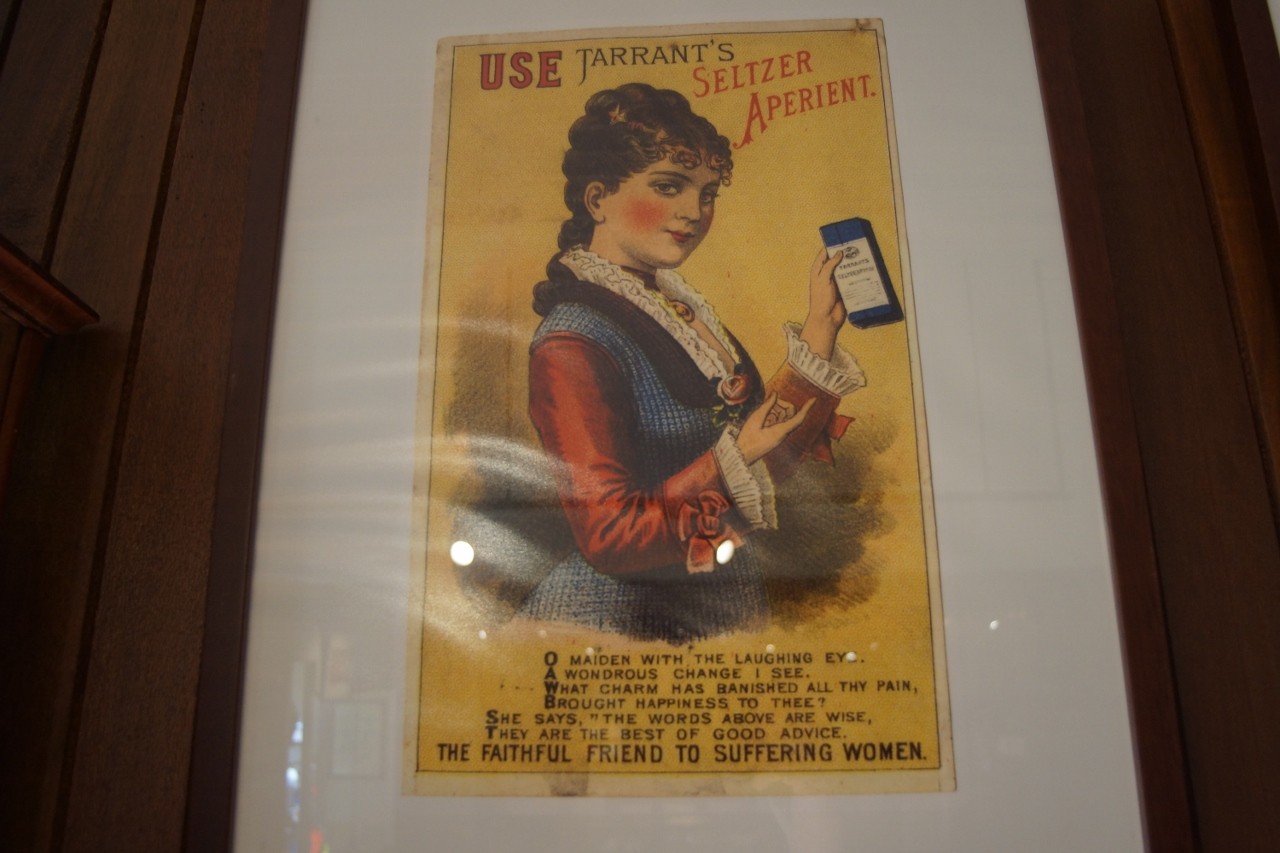 USE TARRANT'S
SELTZER
APERIENT.
TARRANT'S
O MAIDEN WITH THE LAUGHING EYE.
A WONDROUS CHANGE I SEE.
WHAT CHARM HAS BANISHED ALL THY PAIN,
BROUGHT HAPPINESS TO THEE?
SHE SAYS, "THE WORDS ABOVE ARE WISE,
THEY ARE THE BEST OF GOOD ADVICE.
THE FAITHFUL FRIEND TO SUFFERING WOMEN.